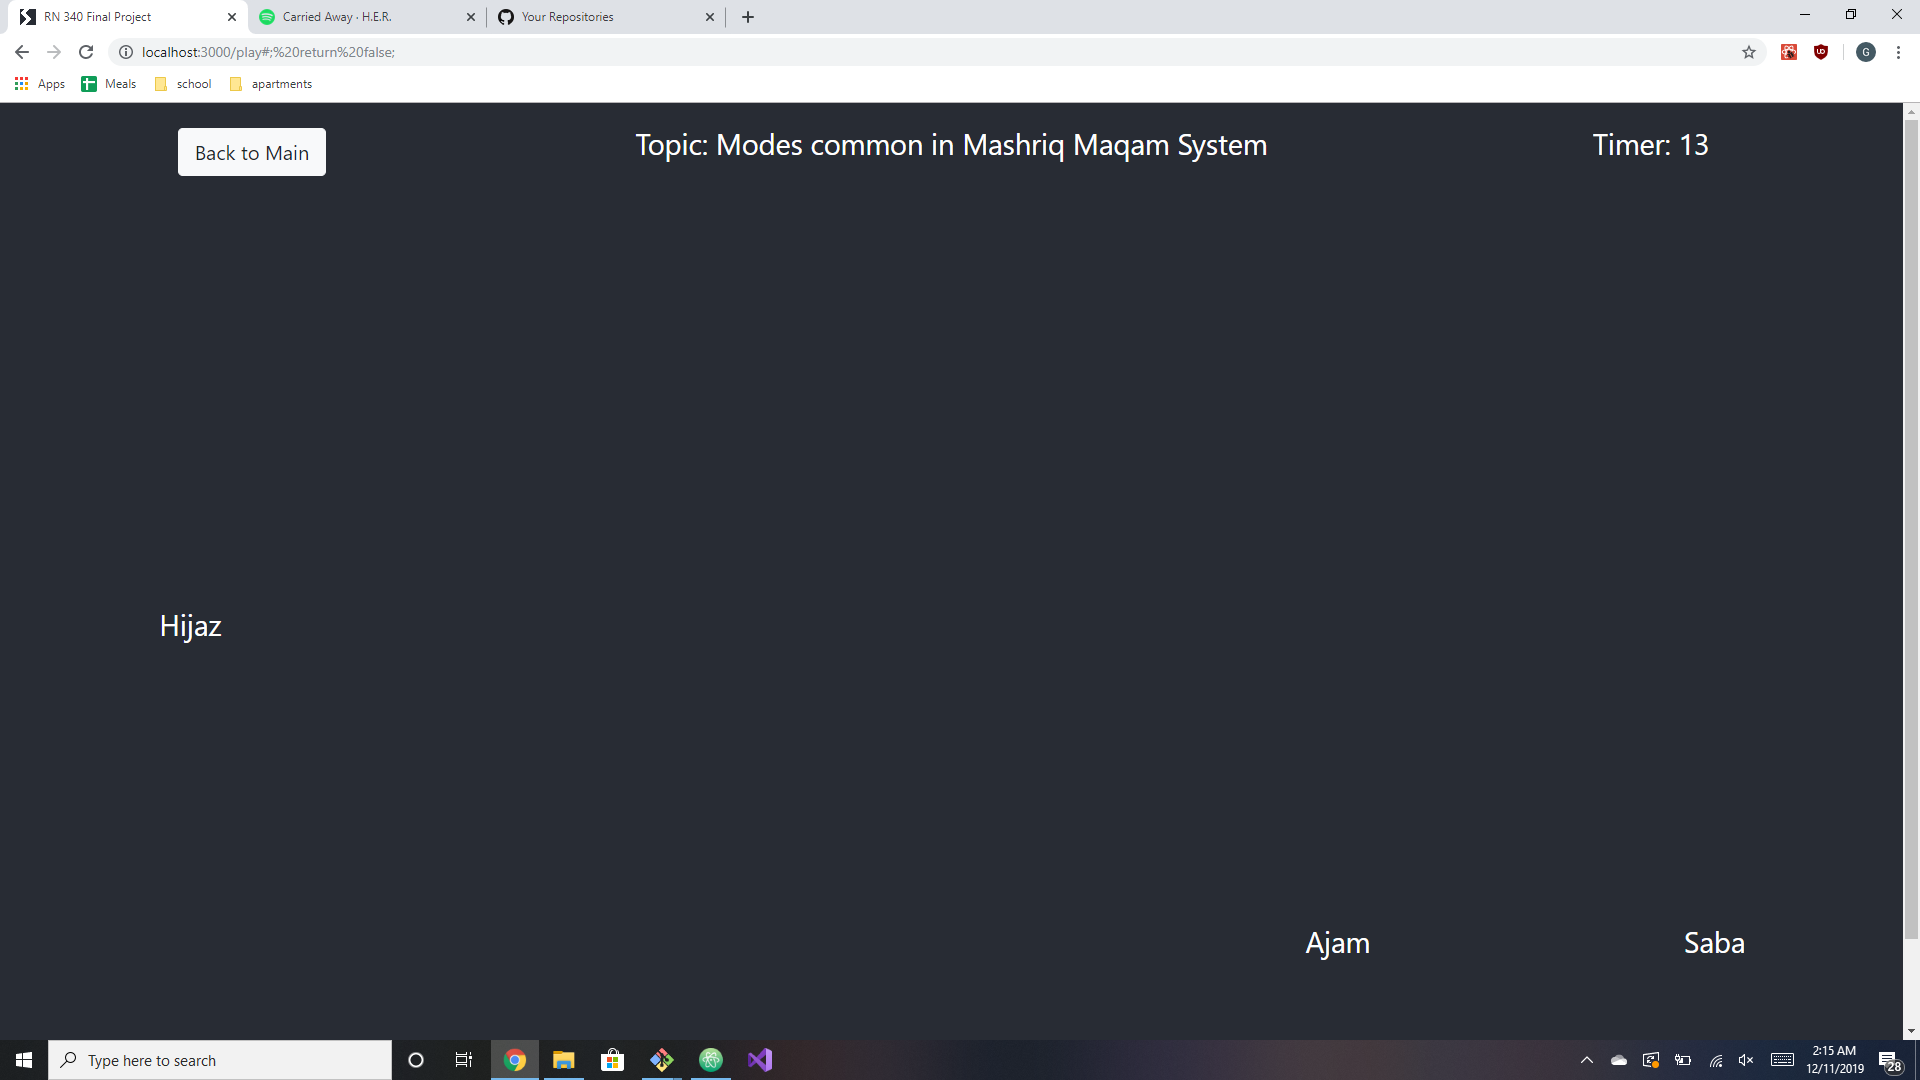 RN 340 Final Project
Carried Away · H.E.R.
Your Repositories
localhost:3000/play#;%20return%20false;
G
Apps
Meals
school
apartments
Back to Main
Topic: Modes common in Mashriq Maqam System
Timer: 13
Hijaz
Ajam
Saba
Type here to search
2:15 AM
12/11/2019
28